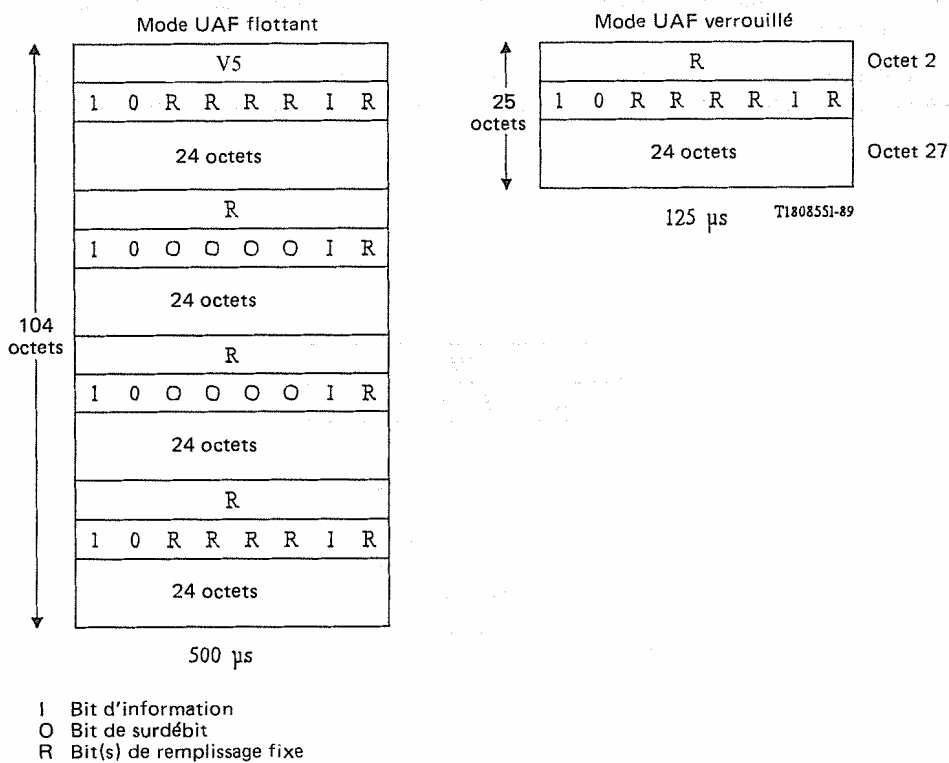 Mode UAF flottant
V5
1 0 R R R R I R
24 octets
R
1 0 O O O O I R
24 octets
R
1 0 O O O O I R
24 octets
R
1 0 R R R R I R
24 octets
104
octets
500 µs
Mode UAF verrouillé
R
Octet 2
1 0 R R R R 1 R
24 octets
Octet 27
25
octets
125 µs
T1808551-89
I Bit d'information
O Bit de surdébit
R Bit(s) de remplissage fixe